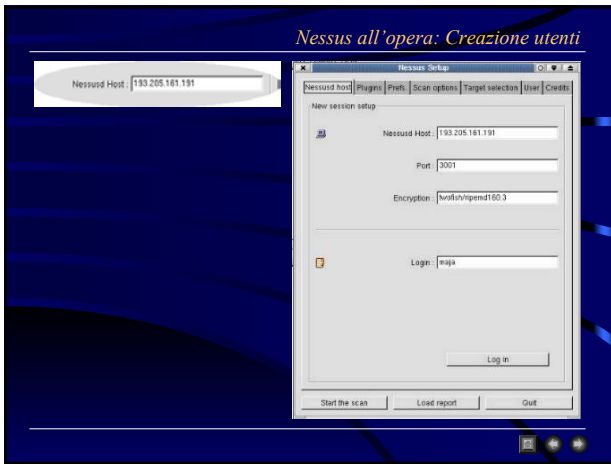 Nessus all'opera: Creazione utenti
Nessusd Host : 193.205.161.191
Nessus Setup
Nessusd host Plugins Prefs. Scan options Target selection User Credits
New session setup
Nessusd Host : 193.205.161.191
Port : 3001
Encryption : twofish/ripemd160:3
Login : maja
Log in
Start the scan Load report Quit